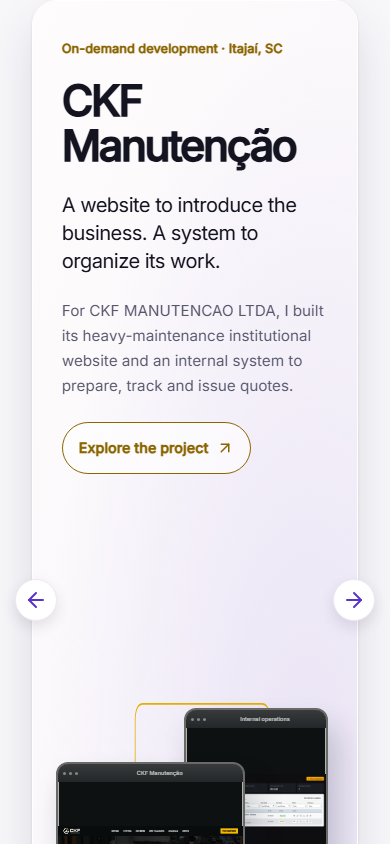 On-demand development · Itajaí, SC
CKF
Manutenção
A website to introduce the
business. A system to
organize its work.
For CKF MANUTENCAO LTDA, I built
its heavy-maintenance institutional
website and an internal system to
prepare, track and issue quotes.
Explore the project
Internal operations
CKF Manutenção
CKF